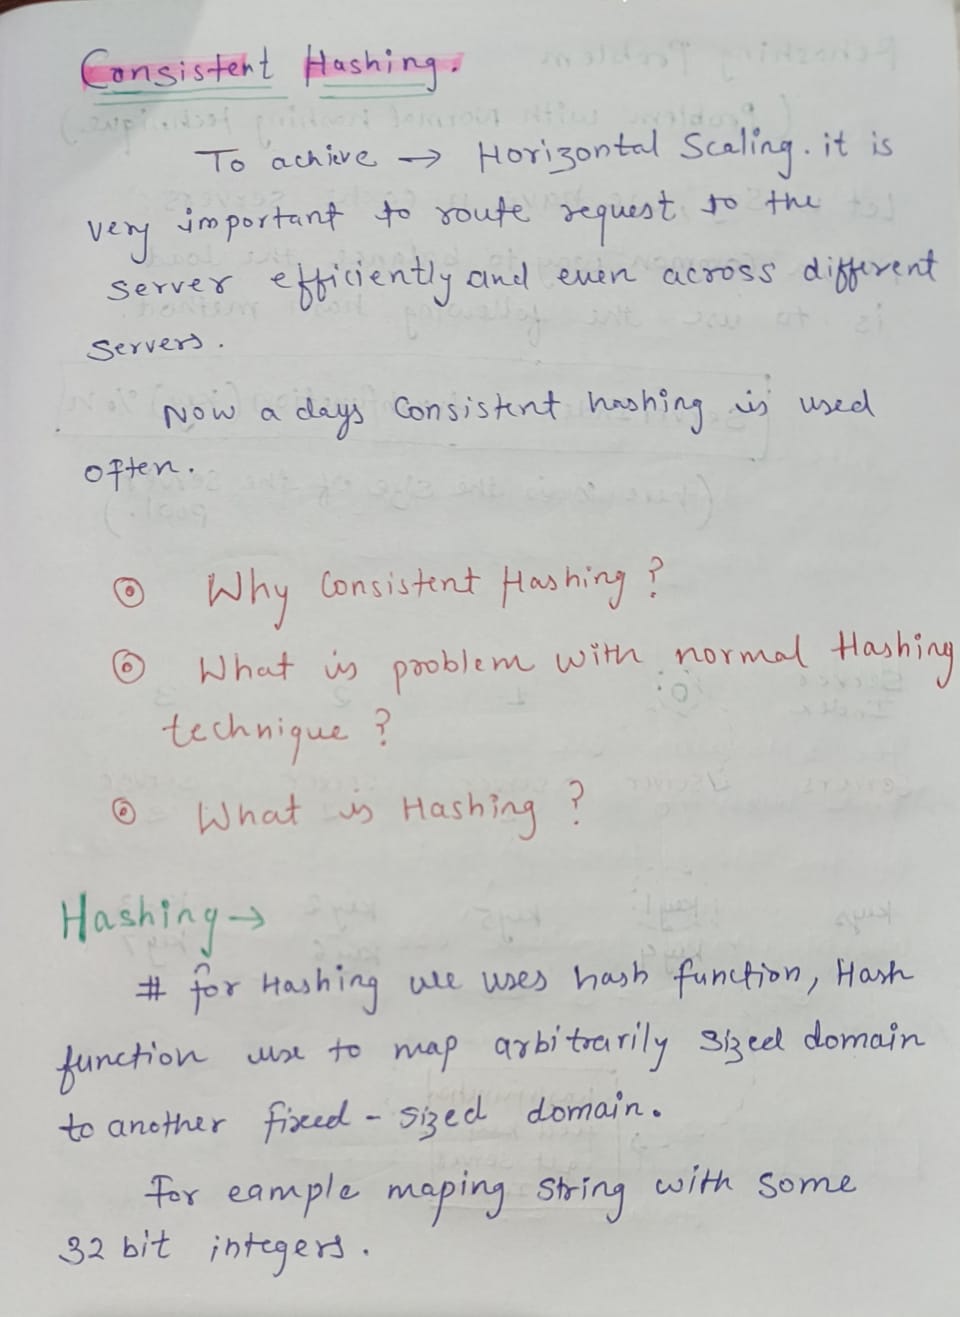 Consistent Hashing.
To achieve → Horizontal Scaling. it is
very important to route request to the
server efficiently and even across different
servers.
Now a days Consistent hashing is used
often.
Why Consistent Hashing?
What is problem with normal Hashing
technique?
What is Hashing?
Hashing →
# for Hashing we uses hash function, Hash
function use to map arbitrarily sized domain
to another fixed-sized domain.
For eample maping string with some
32 bit integers.